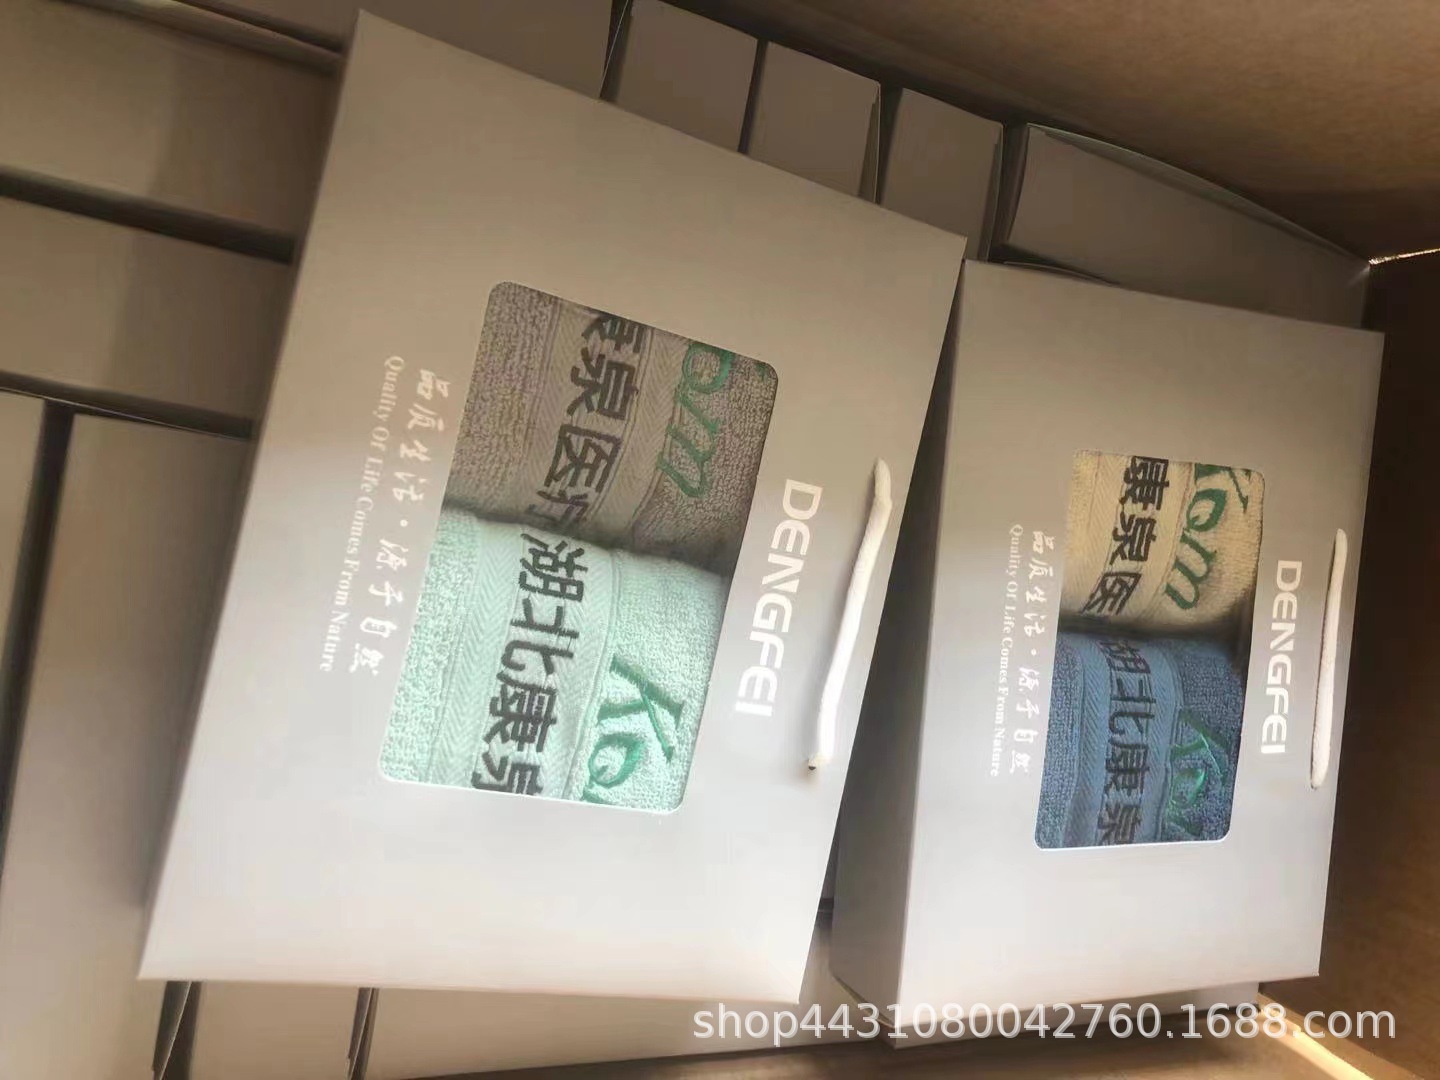 DENGFEI
康泉医疗
Kom
湖北康泉
Ko
品质生活·源于自然
Quality Of Life Comes From Nature
DENGFEI
康泉医
Kom
湖北康泉
Ko
品质生活·源于自然
Quality Of Life Comes From Nature
shop4431080042760.1688.com